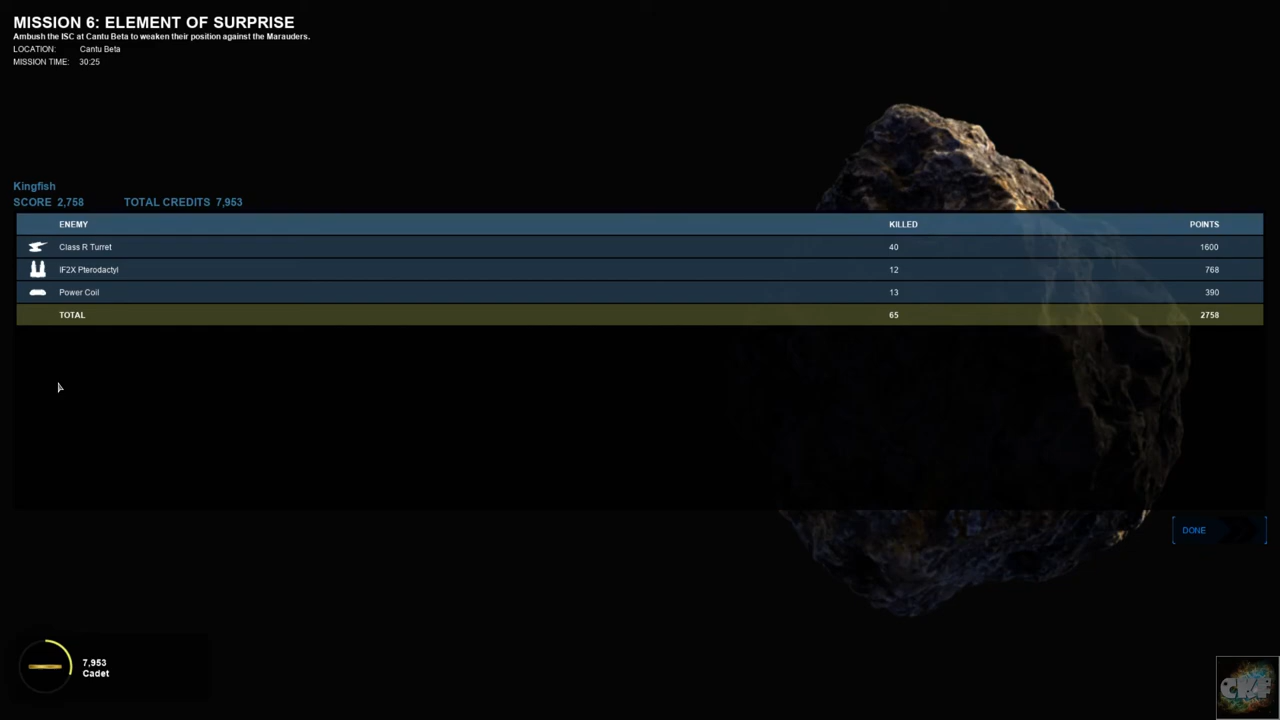 MISSION 6: ELEMENT OF SURPRISE
Ambush the ISC at Cantu Beta to weaken their position against the Marauders.
LOCATION: Cantu Beta
MISSION TIME: 30:25
Kingfish
SCORE 2,758 TOTAL CREDITS 7,953
ENEMY KILLED POINTS
Class R Turret 40 1600
IF2X Pterodactyl 12 768
Power Coil 13 390
TOTAL 65 2758
DONE
7,953
Cadet